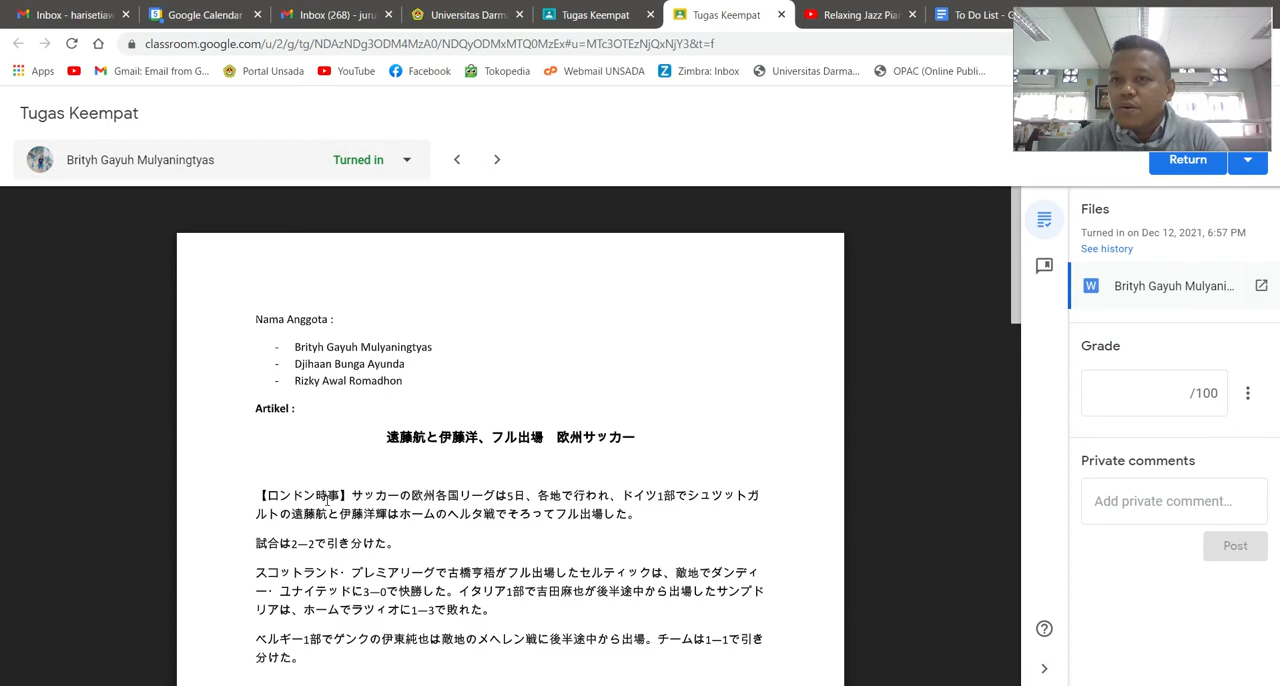 Inbox (268) - harisetiaw
Google Calendar
Inbox (268) - juru
Universitas Darma
Tugas Keempat
Tugas Keempat
Relaxing Jazz Pia
To Do List - G
classroom.google.com/u/2/g/tg/NDAzNDg3ODM4MzA0/NDQyODMxMTQ0MzEx#u=MTc3OTEzNjQxNjY3&t=f
Apps
Gmail: Email from G...
Portal Unsada
YouTube
Facebook
Tokopedia
Webmail UNSADA
Zimbra: Inbox
Universitas Darma...
OPAC (Online Publi...
Tugas Keempat
Brityh Gayuh Mulyaningtyas
Turned in
Return
Files
Turned in on Dec 12, 2021, 6:57 PM
See history
Brityh Gayuh Mulyani...
Grade
/100
Private comments
Add private comment...
Post
Nama Anggota :
- Brityh Gayuh Mulyaningtyas
- Djihaan Bunga Ayunda
- Rizky Awal Romadhon
Artikel :
遠藤航と伊藤洋、フル出場　欧州サッカー
【ロンドン時事】サッカーの欧州各国リーグは5日、各地で行われ、ドイツ1部でシュツットガ
ルトの遠藤航と伊藤洋輝はホームのヘルタ戦でそろってフル出場した。
試合は2—2で引き分けた。
スコットランド・プレミアリーグで古橋亨梧がフル出場したセルティックは、敵地でダンディ
ー・ユナイテッドに3—0で快勝した。イタリア1部で吉田麻也が後半途中から出場したサンプド
リアは、ホームでラツィオに1—3で敗れた。
ベルギー1部でゲンクの伊東純也は敵地のメヘレン戦に後半途中から出場。チームは1—1で引き
分けた。